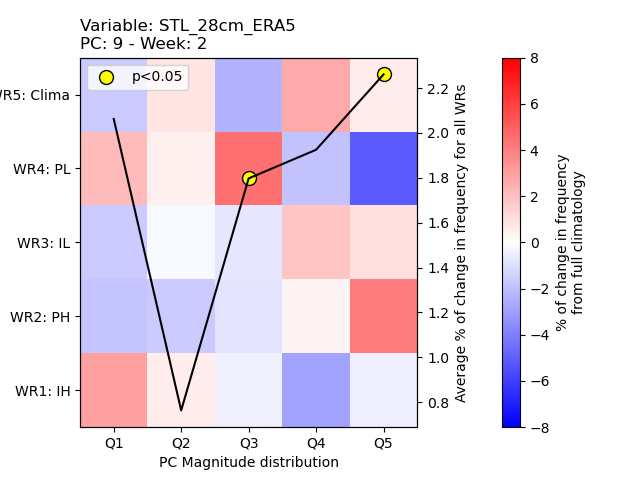 Variable: STL_28cm_ERA5
PC: 9 - Week: 2
p<0.05
WR5: Clima
WR4: PL
WR3: IL
WR2: PH
WR1: IH
Q1 Q2 Q3 Q4 Q5
PC Magnitude distribution
2.2
2.0
1.8
1.6
1.4
1.2
1.0
0.8
Average % of change in frequency for all WRs
8
6
4
2
0
−2
−4
−6
−8
% of change in frequency
from full climatology